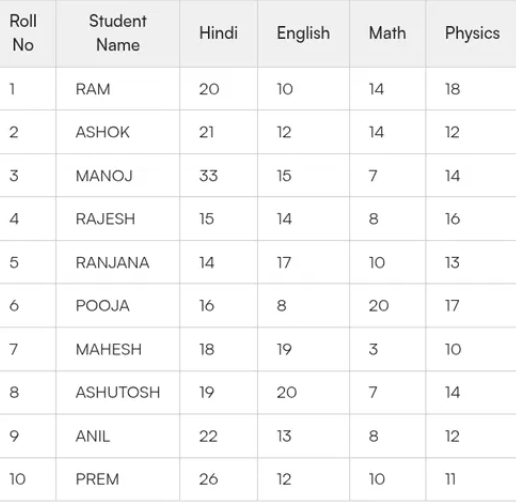 Roll No Student Name Hindi English Math Physics
1 RAM 20 10 14 18
2 ASHOK 21 12 14 12
3 MANOJ 33 15 7 14
4 RAJESH 15 14 8 16
5 RANJANA 14 17 10 13
6 POOJA 16 8 20 17
7 MAHESH 18 19 3 10
8 ASHUTOSH 19 20 7 14
9 ANIL 22 13 8 12
10 PREM 26 12 10 11